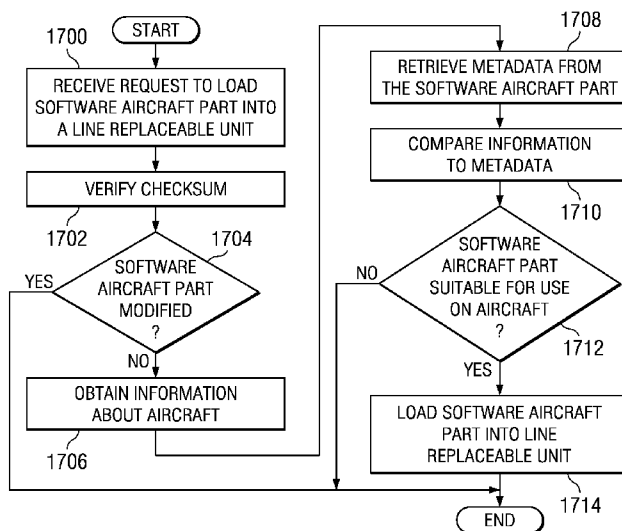 START
1700
RECEIVE REQUEST TO LOAD
SOFTWARE AIRCRAFT PART INTO
A LINE REPLACEABLE UNIT
VERIFY CHECKSUM
1702
1704
SOFTWARE
AIRCRAFT PART
MODIFIED
?
YES
NO
OBTAIN INFORMATION
ABOUT AIRCRAFT
1706
1708
RETRIEVE METADATA FROM
THE SOFTWARE AIRCRAFT PART
COMPARE INFORMATION
TO METADATA
1710
SOFTWARE
AIRCRAFT PART
SUITABLE FOR USE
ON AIRCRAFT
?
NO
1712
YES
LOAD SOFTWARE AIRCRAFT
PART INTO LINE
REPLACEABLE UNIT
1714
END